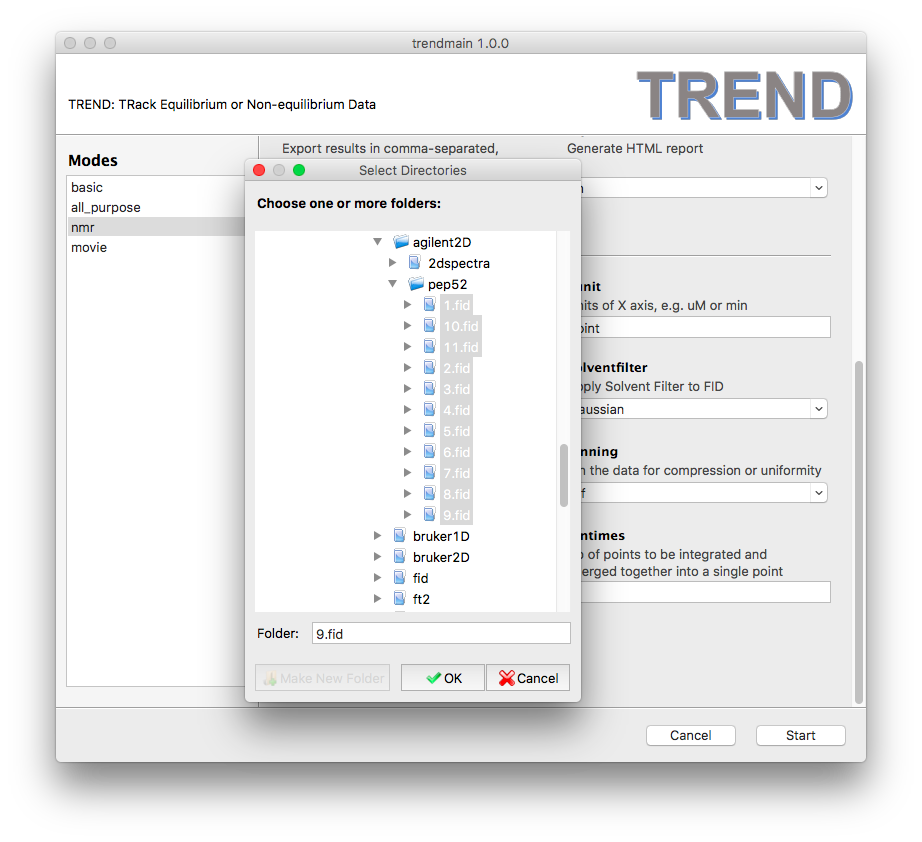 trendmain 1.0.0
TREND: TRack Equilibrium or Non-equilibrium Data
TREND
Modes
basic
all_purpose
nmr
movie
Export results in comma-separated,
Generate HTML report
Select Directories
Choose one or more folders:
agilent2D
2dspectra
pep52
1.fid
10.fid
11.fid
2.fid
3.fid
4.fid
5.fid
6.fid
7.fid
8.fid
9.fid
bruker1D
bruker2D
fid
ft2
Folder: 9.fid
Make New Folder
OK
Cancel
nit
nits of X axis, e.g. uM or min
oint
lventfilter
ply Solvent Filter to FID
aussian
nning
n the data for compression or uniformity
f
ntimes
of points to be integrated and
erged together into a single point
Cancel
Start